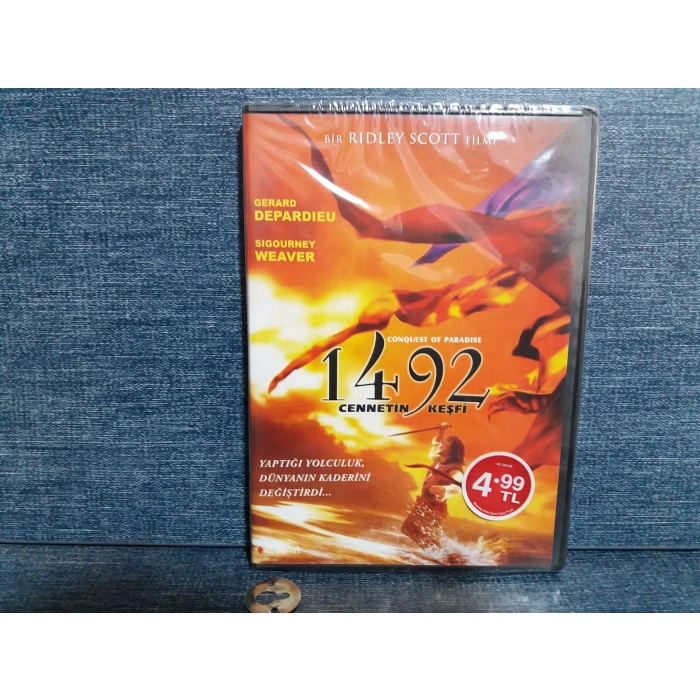 BİR RIDLEY SCOTT FİLMİ
GERARD
DEPARDIEU
SIGOURNEY
WEAVER
CONQUEST OF PARADISE
1492
CENNETİN KEŞFİ
YAPTIĞI YOLCULUK,
DÜNYANIN KADERİNİ
DEĞİŞTİRDİ...
4.99
TL